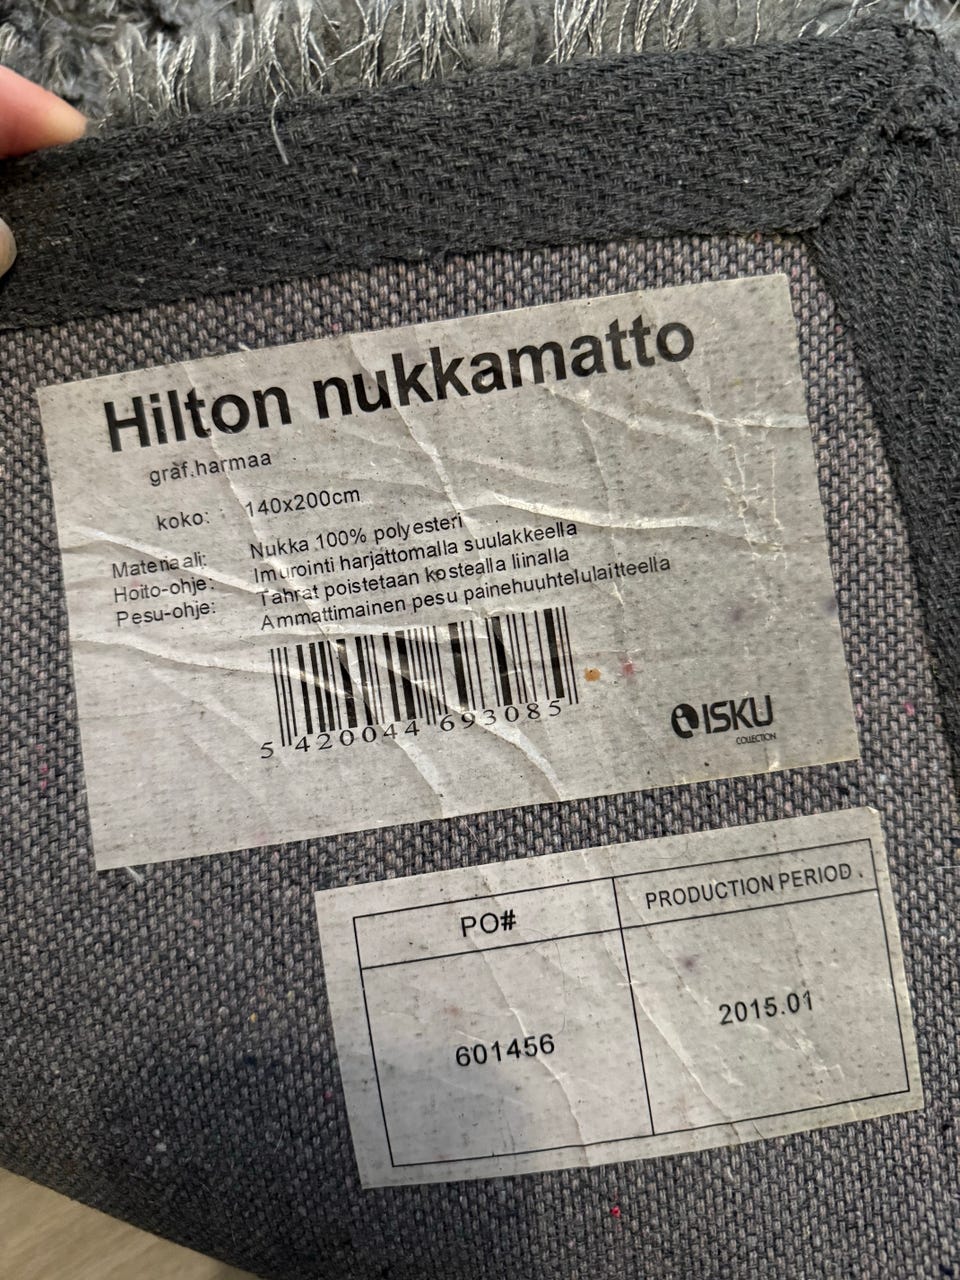 Hilton nukkamatto
gräf.harmaa
koko: 140x200cm
Materiaali: Nukka 100% polyesteri
Hoito-ohje: Imurointi harjattomalla suulakkeella
Tahrat poistetaan kostealla liinalla
Pesu-ohje: Ammattimainen pesu painehuuhtelulaitteella
5 420044 693085
ISKU
COLLECTION
PO# PRODUCTION PERIOD
601456 2015.01